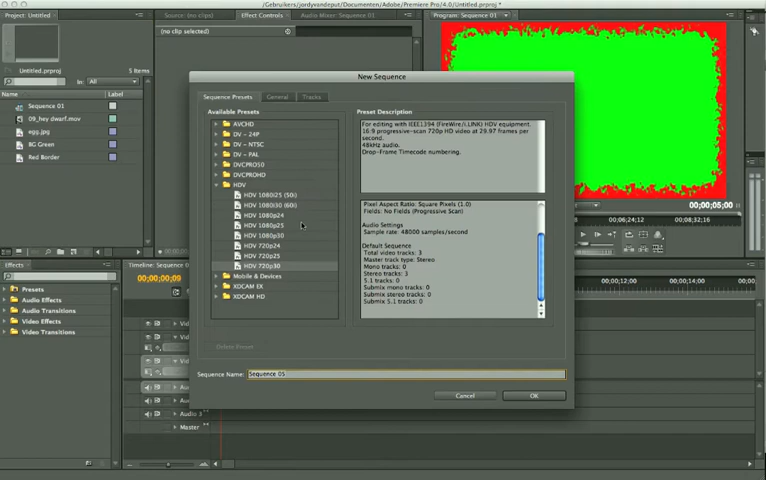 /Gebruikers/jordyvandeput/Documenten/Adobe/Premiere Pro/4.0/Untitled.prproj *
Project: Untitled
Source: (no clips)
Effect Controls
Audio Mixer: Sequence 01
Program: Sequence 01
(no clip selected)
Untitled.prproj
5 Items
In: All
Name
Label
Sequence 01
09_hey dwarf.mov
egg.jpg
BG Green
Red Border
New Sequence
Sequence Presets
General
Tracks
Available Presets
AVCHD
DV - 24P
DV - NTSC
DV - PAL
DVCPRO50
DVCPROHD
HDV
HDV 1080i25 (50i)
HDV 1080i30 (60i)
HDV 1080p24
HDV 1080p25
HDV 1080p30
HDV 720p24
HDV 720p25
HDV 720p30
Mobile & Devices
XDCAM EX
XDCAM HD
Delete Preset
Preset Description
For editing with IEEE1394 (FireWire/i.LINK) HDV equipment.
16:9 progressive-scan 720p HD video at 29.97 frames per
second.
48kHz audio.
Drop-Frame Timecode numbering.
Pixel Aspect Ratio: Square Pixels (1.0)
Fields: No Fields (Progressive Scan)
Audio Settings
Sample rate: 48000 samples/second
Default Sequence
Total video tracks: 3
Master track type: Stereo
Mono tracks: 0
Stereo tracks: 3
5.1 tracks: 0
Submix mono tracks: 0
Submix stereo tracks: 0
Submix 5.1 tracks: 0
Sequence Name: Sequence 05
Cancel
OK
00;00;05;00
00;06;24;12
00;08;32;16
Effects
Presets
Audio Effects
Audio Transitions
Video Effects
Video Transitions
Timeline: Sequence
00;00;00;09
00;00;12;00
Audio 3
Master